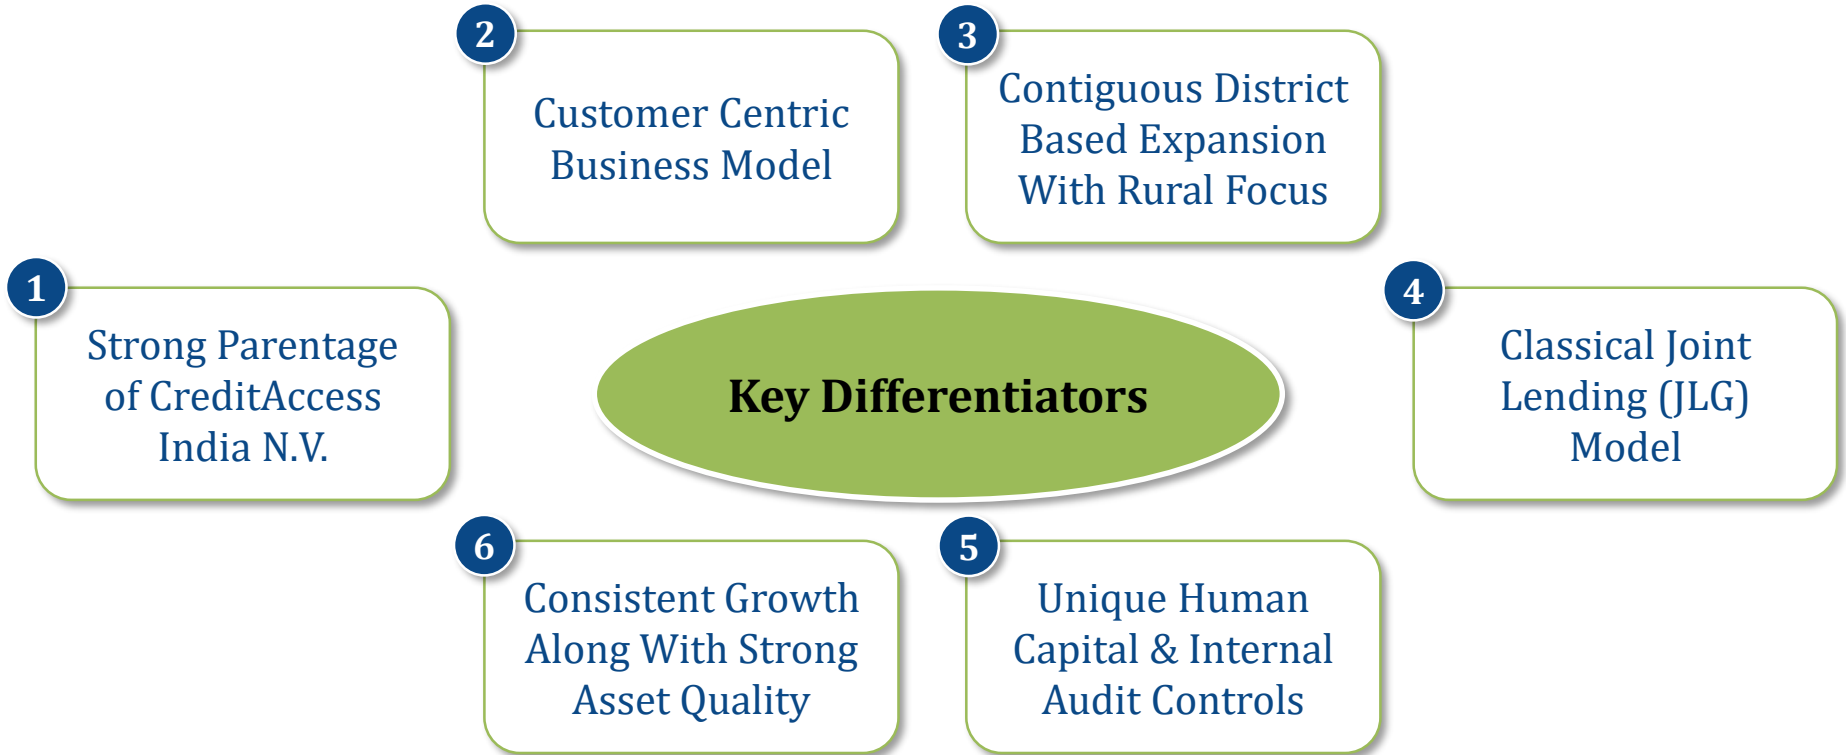 1
Strong Parentage
of CreditAccess
India N.V.
2
Customer Centric
Business Model
3
Contiguous District
Based Expansion
With Rural Focus
4
Classical Joint
Lending (JLG)
Model
Key Differentiators
5
Unique Human
Capital & Internal
Audit Controls
6
Consistent Growth
Along With Strong
Asset Quality